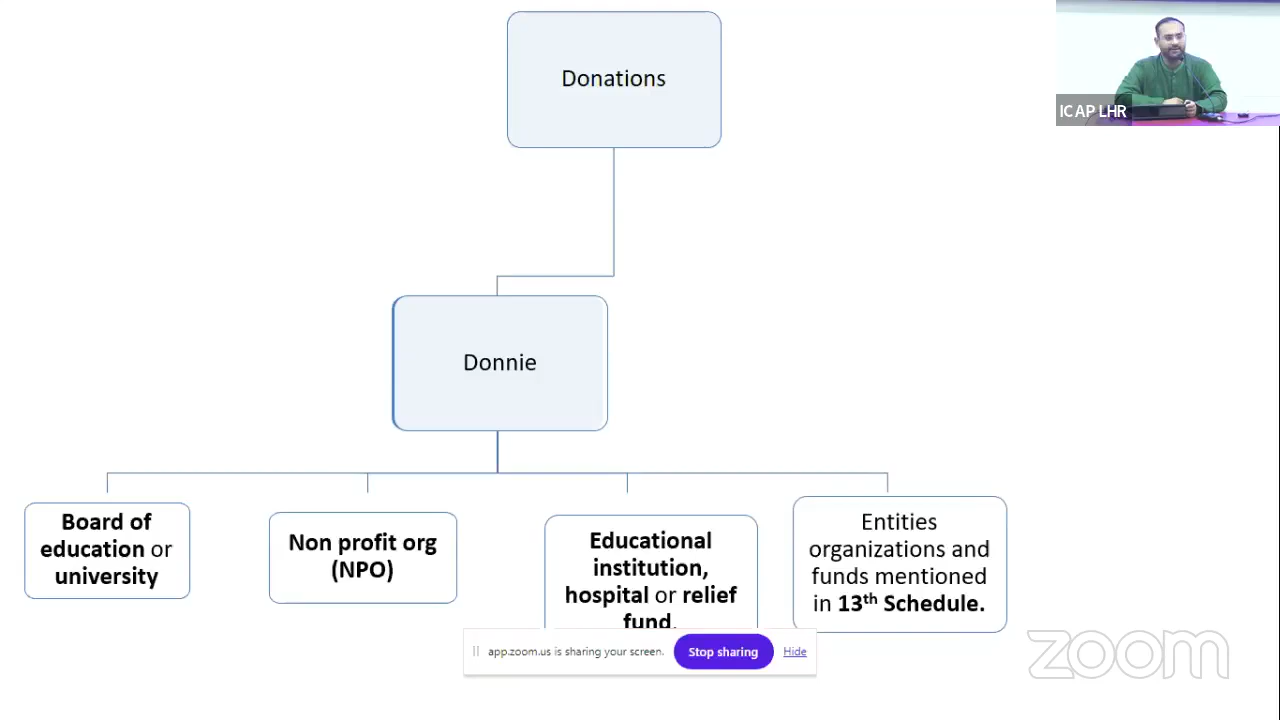 Donations
ICAP LHR
Donnie
Board of
education or
university
Non profit org
(NPO)
Educational
institution,
hospital or relief
fund.
Entities
organizations and
funds mentioned
in 13th Schedule.
app.zoom.us is sharing your screen.
Stop sharing
Hide
zoom